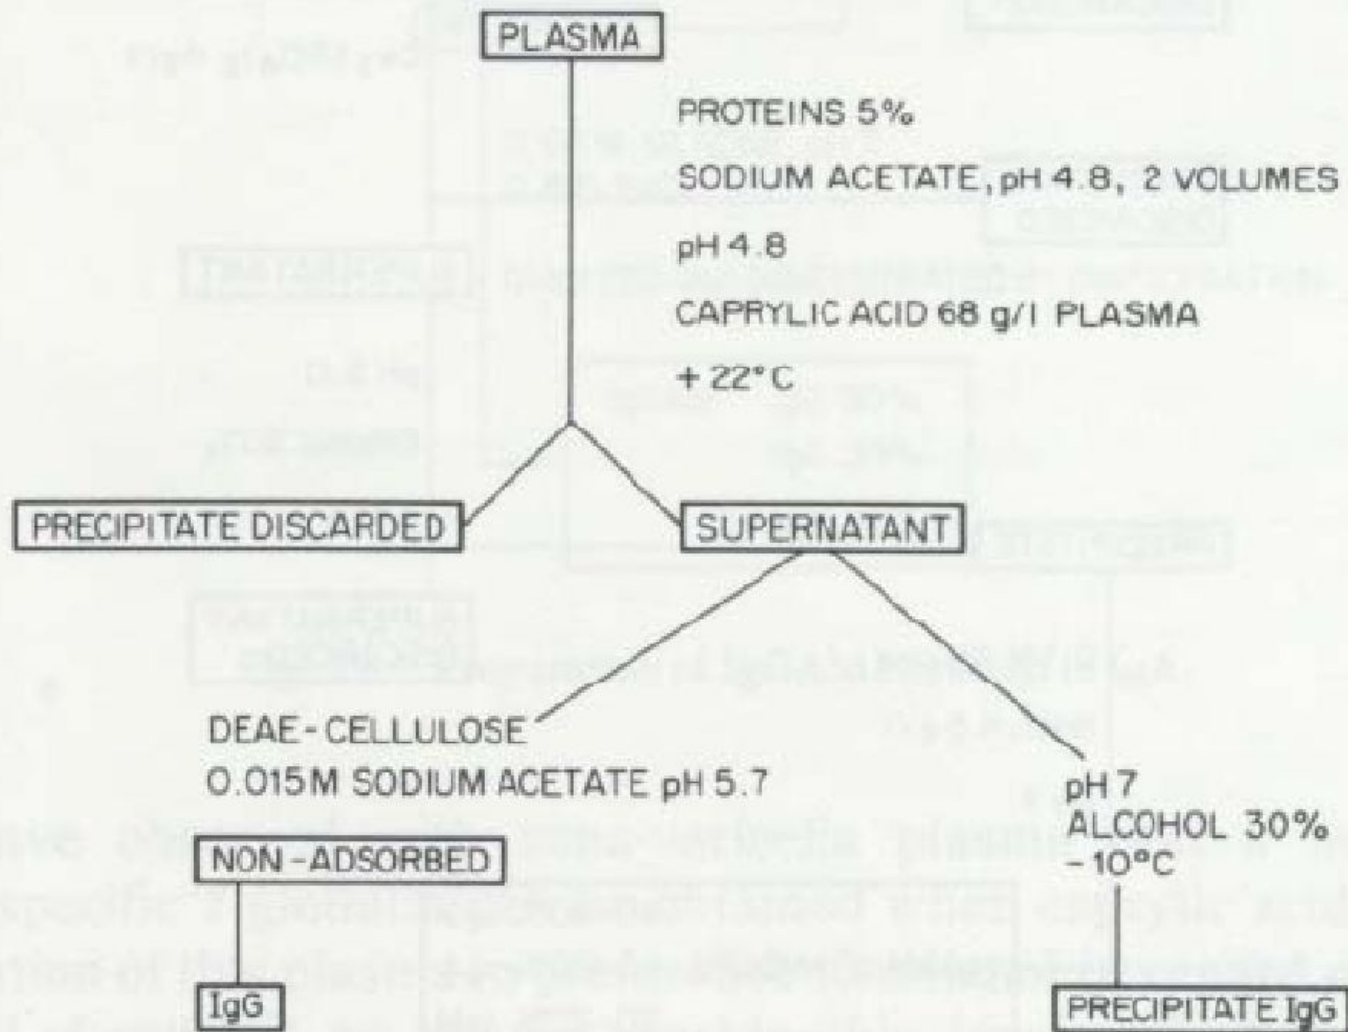 PLASMA
PROTEINS 5%
SODIUM ACETATE, pH 4.8, 2 VOLUMES
pH 4.8
CAPRYLIC ACID 68 g/l PLASMA
+ 22°C
PRECIPITATE DISCARDED
SUPERNATANT
DEAE-CELLULOSE
0.015M SODIUM ACETATE pH 5.7
pH 7
ALCOHOL 30%
- 10°C
NON-ADSORBED
IgG
PRECIPITATE IgG